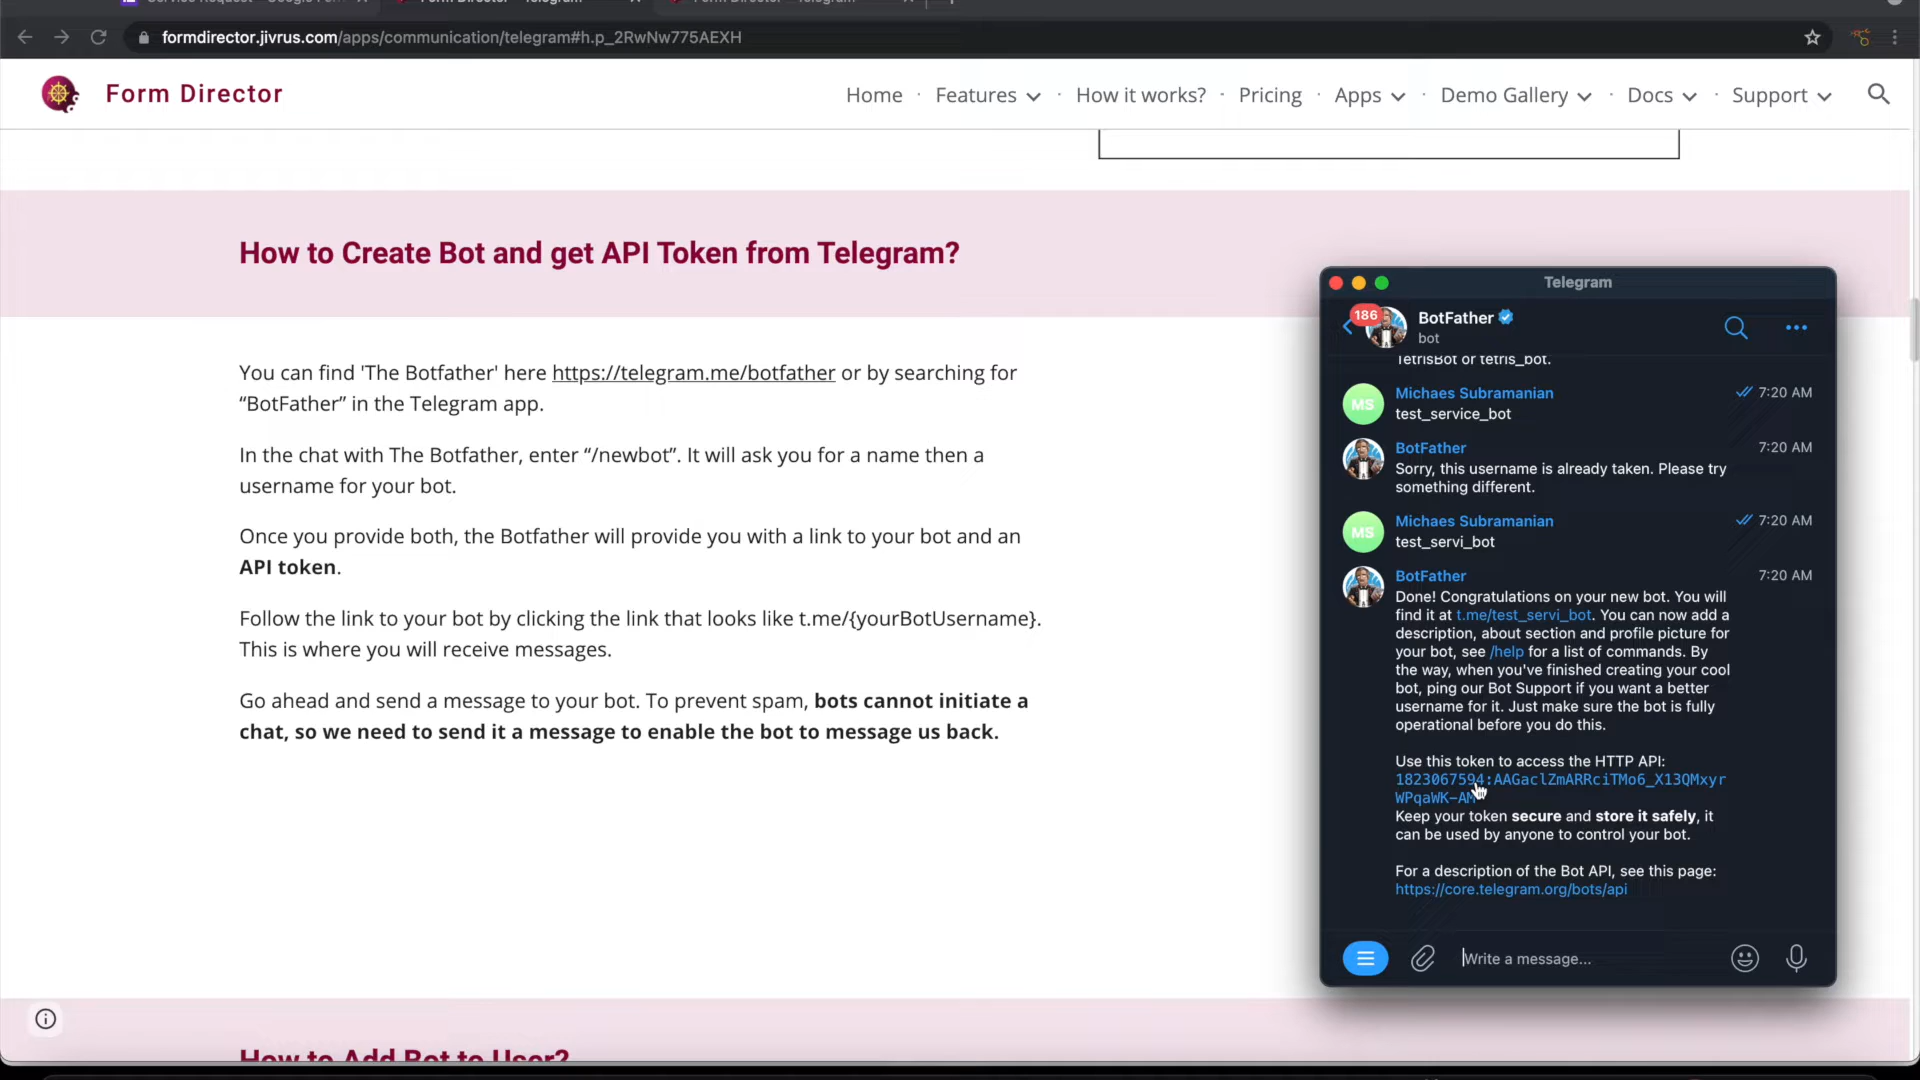 formdirector.jivrus.com/apps/communication/telegram#h.p_2RwNw775AEXH
Form Director
Home · Features · How it works? · Pricing · Apps · Demo Gallery · Docs · Support
How to Create Bot and get API Token from Telegram?
You can find 'The Botfather' here https://telegram.me/botfather or by searching for
“BotFather” in the Telegram app.
In the chat with The Botfather, enter “/newbot”. It will ask you for a name then a
username for your bot.
Once you provide both, the Botfather will provide you with a link to your bot and an
API token.
Follow the link to your bot by clicking the link that looks like t.me/{yourBotUsername}.
This is where you will receive messages.
Go ahead and send a message to your bot. To prevent spam, bots cannot initiate a
chat, so we need to send it a message to enable the bot to message us back.
How to Add Bot to User?
Telegram
186
BotFather
bot
TetrisBot or tetris_bot.
MS
Michaes Subramanian 7:20 AM
test_service_bot
BotFather 7:20 AM
Sorry, this username is already taken. Please try
something different.
MS
Michaes Subramanian 7:20 AM
test_servi_bot
BotFather 7:20 AM
Done! Congratulations on your new bot. You will
find it at t.me/test_servi_bot. You can now add a
description, about section and profile picture for
your bot, see /help for a list of commands. By
the way, when you've finished creating your cool
bot, ping our Bot Support if you want a better
username for it. Just make sure the bot is fully
operational before you do this.
Use this token to access the HTTP API:
1823067594:AAGaclZmARRciTMo6_X13QMxyr
WPqaWK-AM
Keep your token secure and store it safely, it
can be used by anyone to control your bot.
For a description of the Bot API, see this page:
https://core.telegram.org/bots/api
Write a message...